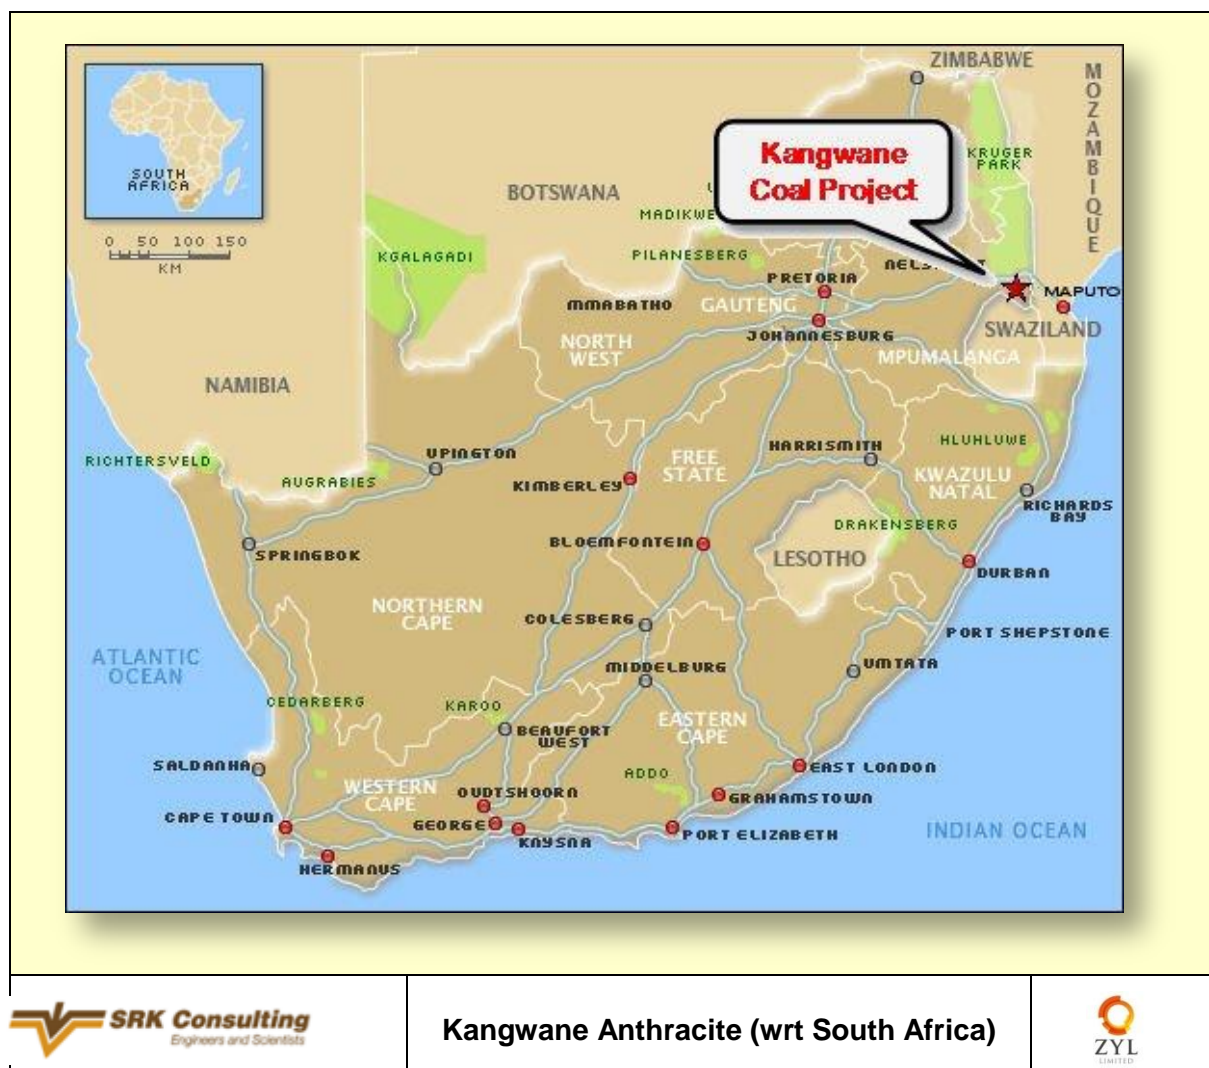 ZIMBABWE
MOZAMBIQUE
SOUTH
AFRICA
0 50 100 150
KM
Kangwane
Coal Project
KRUGER
PARK
BOTSWANA
MADIKWE
KGALAGADI
PILANESBERG
PRETORIA
MMABATHO
GAUTENG
MAPUTO
JOHANNESBURG
SWAZILAND
NORTH
WEST
MPUMALANGA
NAMIBIA
RICHTERSVELD
AUGRABIES
UPINGTON
KIMBERLEY
FREE
STATE
HARRISMITH
HLUHLUWE
KWAZULU
NATAL
RICHARDS
BAY
DRAKENSBERG
SPRINGBOK
BLOEMFONTEIN
LESOTHO
DURBAN
NORTHERN
CAPE
COLESBERG
PORT SHEPSTONE
ATLANTIC
OCEAN
MIDDELBURG
UMTATA
CEDARBERG
KAROO
BEAUFORT
WEST
EASTERN
CAPE
SALDANHA
WESTERN
CAPE
OUDTSHOORN
ADDO
EAST LONDON
GRAHAMSTOWN
CAPE TOWN
GEORGE
KNYSNA
PORT ELIZABETH
INDIAN OCEAN
HERMANUS
SRK Consulting
Engineers and Scientists
Kangwane Anthracite (wrt South Africa)
ZYL
LIMITED